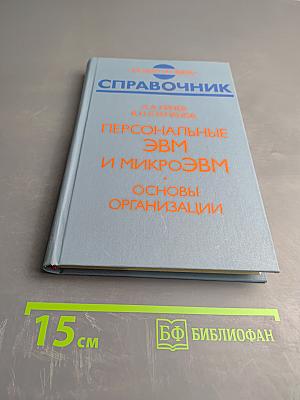 СПРАВОЧНИК
ПЕРСОНАЛЬНЫЕ
ЭВМ
И МИКРОЭВМ
ОСНОВЫ
ОРГАНИЗАЦИИ
15 см
БФ БИБЛИОФАН